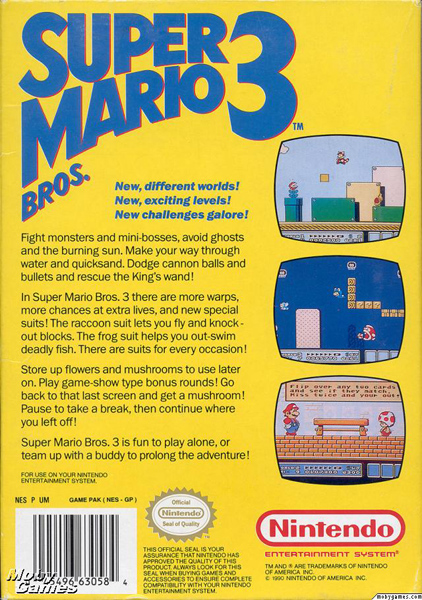 SUPER
MARIO
BROS.
3
TM
New, different worlds!
New, exciting levels!
New challenges galore!
Fight monsters and mini-bosses, avoid ghosts
and the burning sun. Make your way through
water and quicksand. Dodge cannon balls and
bullets and rescue the King's wand!
In Super Mario Bros. 3 there are more warps,
more chances at extra lives, and new special
suits! The raccoon suit lets you fly and knock-
out blocks. The frog suit helps you out-swim
deadly fish. There are suits for every occasion!
Store up flowers and mushrooms to use later
on. Play game-show type bonus rounds! Go
back to that last screen and get a mushroom!
Pause to take a break, then continue where
you left off!
Super Mario Bros. 3 is fun to play alone, or
team up with a buddy to prolong the adventure!
Flip over any two cards
and see if they match.
Miss twice and your out!
FOR USE ON YOUR NINTENDO
ENTERTAINMENT SYSTEM.
NES P UM
GAME PAK (NES - GP)
Official
Nintendo
Seal of Quality
THIS OFFICIAL SEAL IS YOUR
ASSURANCE THAT NINTENDO HAS
APPROVED THE QUALITY OF THIS
PRODUCT. ALWAYS LOOK FOR THIS
SEAL WHEN BUYING GAMES AND
ACCESSORIES TO ENSURE COMPLETE
COMPATIBILITY WITH YOUR NINTENDO
ENTERTAINMENT SYSTEM.
Nintendo
ENTERTAINMENT SYSTEM®
TM AND ® ARE TRADEMARKS OF NINTENDO
OF AMERICA INC.
© 1990 NINTENDO OF AMERICA INC.
63058 4
Moby
Games
mobygames.com